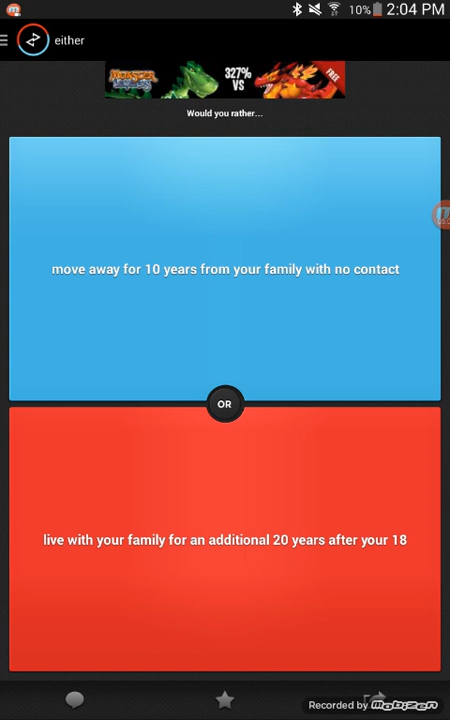 10% 2:04 PM
either
MONSTER
LEGENDS
327%
VS
FREE
Would you rather...
move away for 10 years from your family with no contact
OR
live with your family for an additional 20 years after your 18
Recorded by mobizen